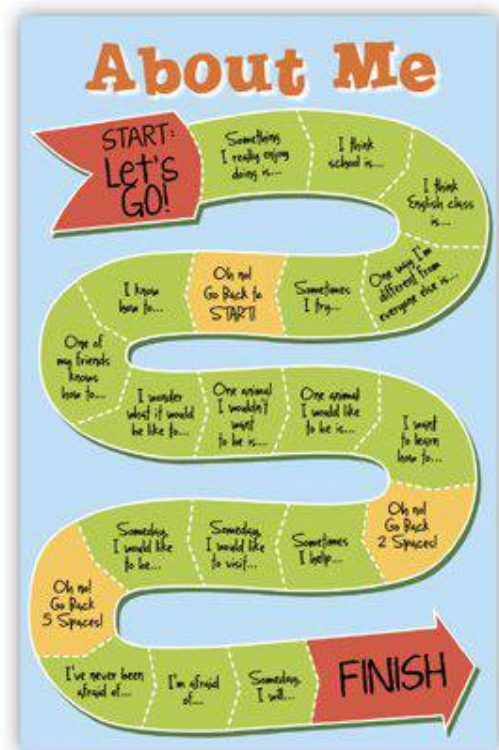 About Me
START:
Let's
GO!
Something
I really enjoy
doing is...
I think
school is...
I think
English class
is...
One way I'm
different from
everyone else is...
Sometimes
I try...
Oh no!
Go Back to
START!
I know
how to...
One of
my friends
knows
how to...
I wonder
what it would
be like to...
One animal
I wouldn't
want
to be is...
One animal
I would like
to be is...
I want
to learn
how to...
Oh no!
Go Back
2 Spaces!
Sometimes
I help...
Someday,
I would like
to visit...
Someday,
I would like
to be...
Oh no!
Go Back
5 Spaces!
I've never been
afraid of...
I'm afraid
of...
Someday,
I will...
FINISH